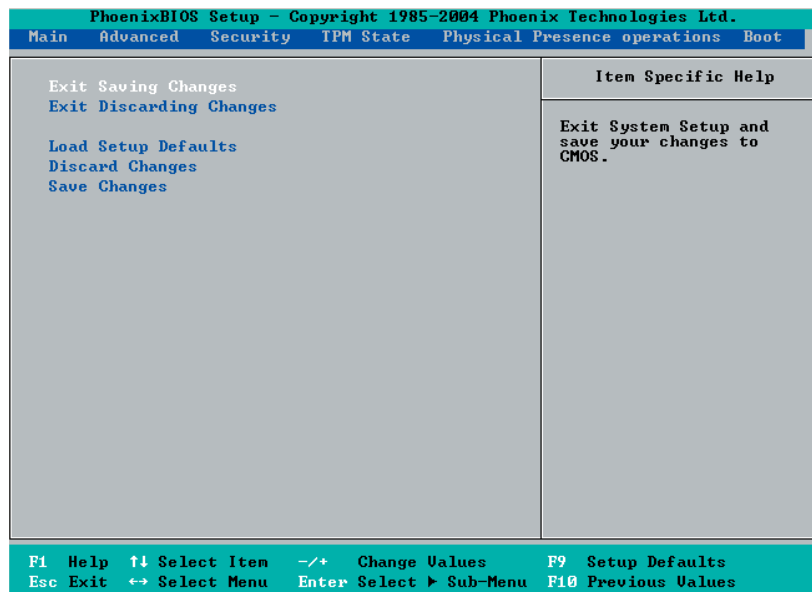 PhoenixBIOS Setup – Copyright 1985-2004 Phoenix Technologies Ltd.
Main Advanced Security TPM State Physical Presence operations Boot
Exit Saving Changes
Exit Discarding Changes
Load Setup Defaults
Discard Changes
Save Changes
Item Specific Help
Exit System Setup and
save your changes to
CMOS.
F1 Help ↑↓ Select Item -/+ Change Values F9 Setup Defaults
Esc Exit ↔ Select Menu Enter Select ▶ Sub-Menu F10 Previous Values